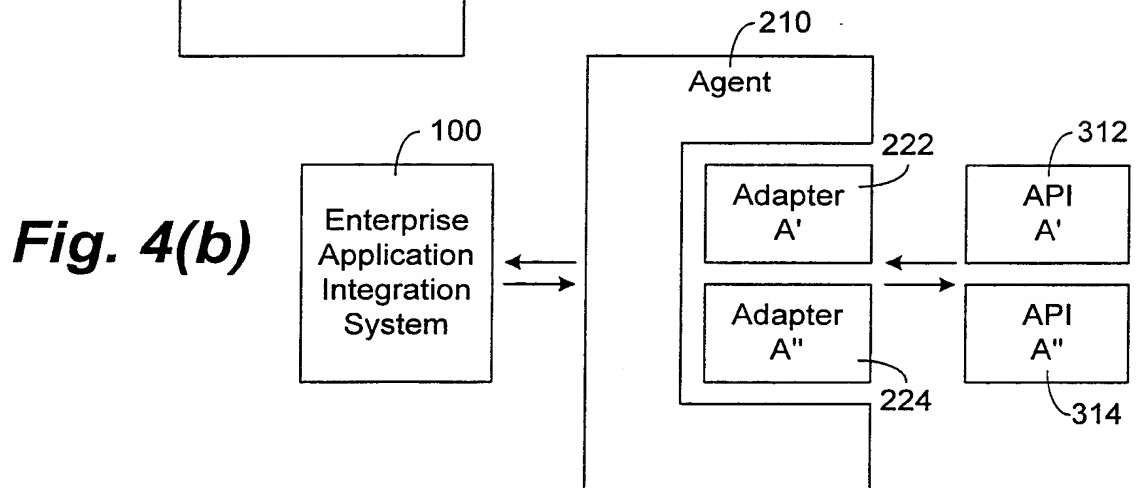 210
Agent
100
222
312
Fig. 4(b)
Enterprise
Application
Integration
System
Adapter
A'
API
A'
Adapter
A"
API
A"
224
314